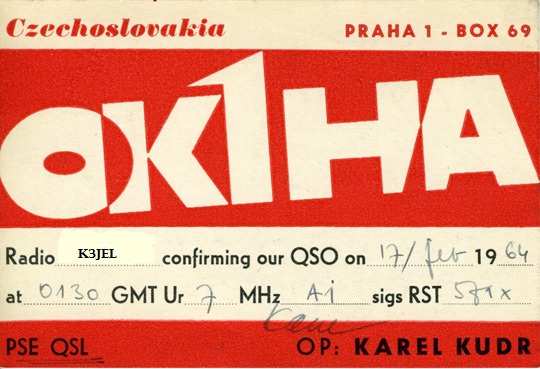 Czechoslovakia PRAHA 1 - BOX 69
OK1HA
Radio K3JEL confirming our QSO on 17/feb 1964
at 0130 GMT Ur 7 MHz A1 sigs RST 579x
PSE QSL OP: KAREL KUDR